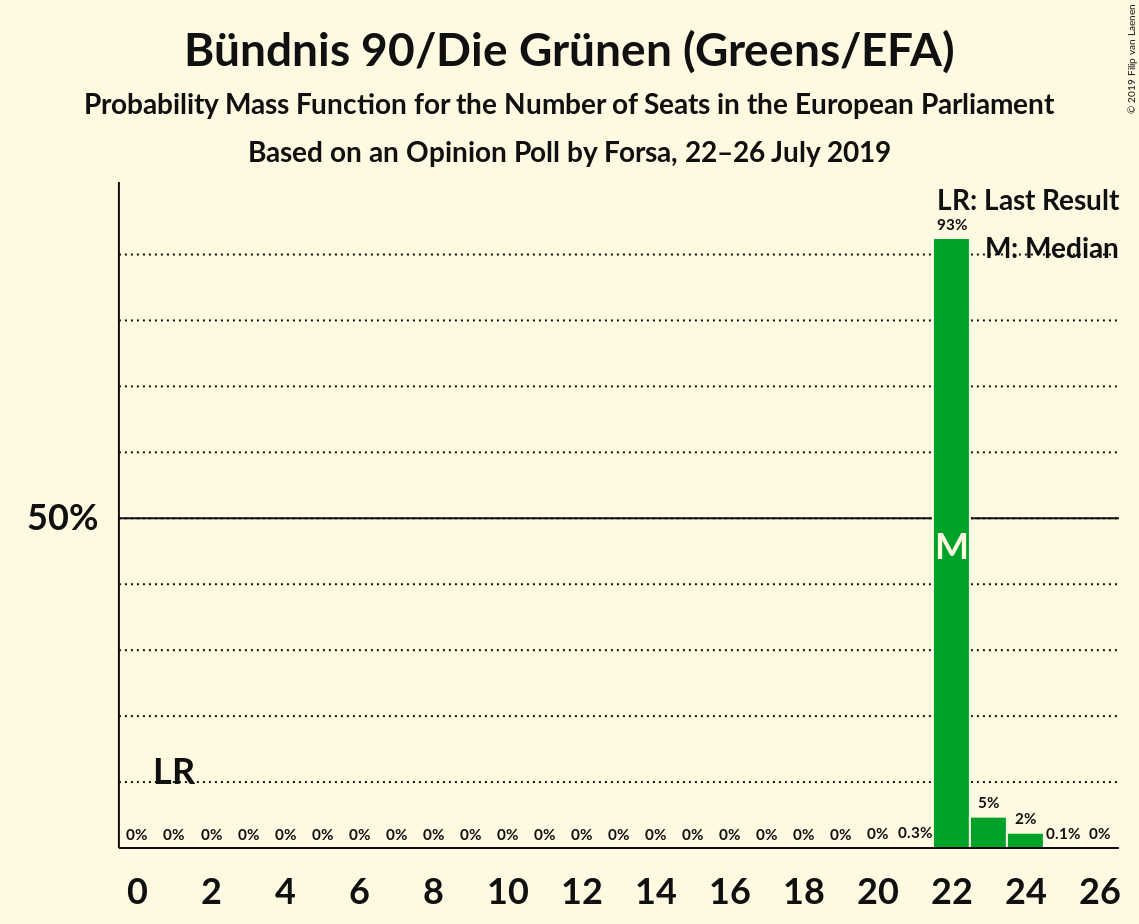 Bündnis 90/Die Grünen (Greens/EFA)
Probability Mass Function for the Number of Seats in the European Parliament
Based on an Opinion Poll by Forsa, 22–26 July 2019
© 2019 Filip van Laenen
LR: Last Result
M: Median
93%
50%
M
LR
0% 0% 0% 0% 0% 0% 0% 0% 0% 0% 0% 0% 0% 0% 0% 0% 0% 0% 0% 0% 0% 0.3% 5% 2% 0.1% 0%
0 2 4 6 8 10 12 14 16 18 20 22 24 26